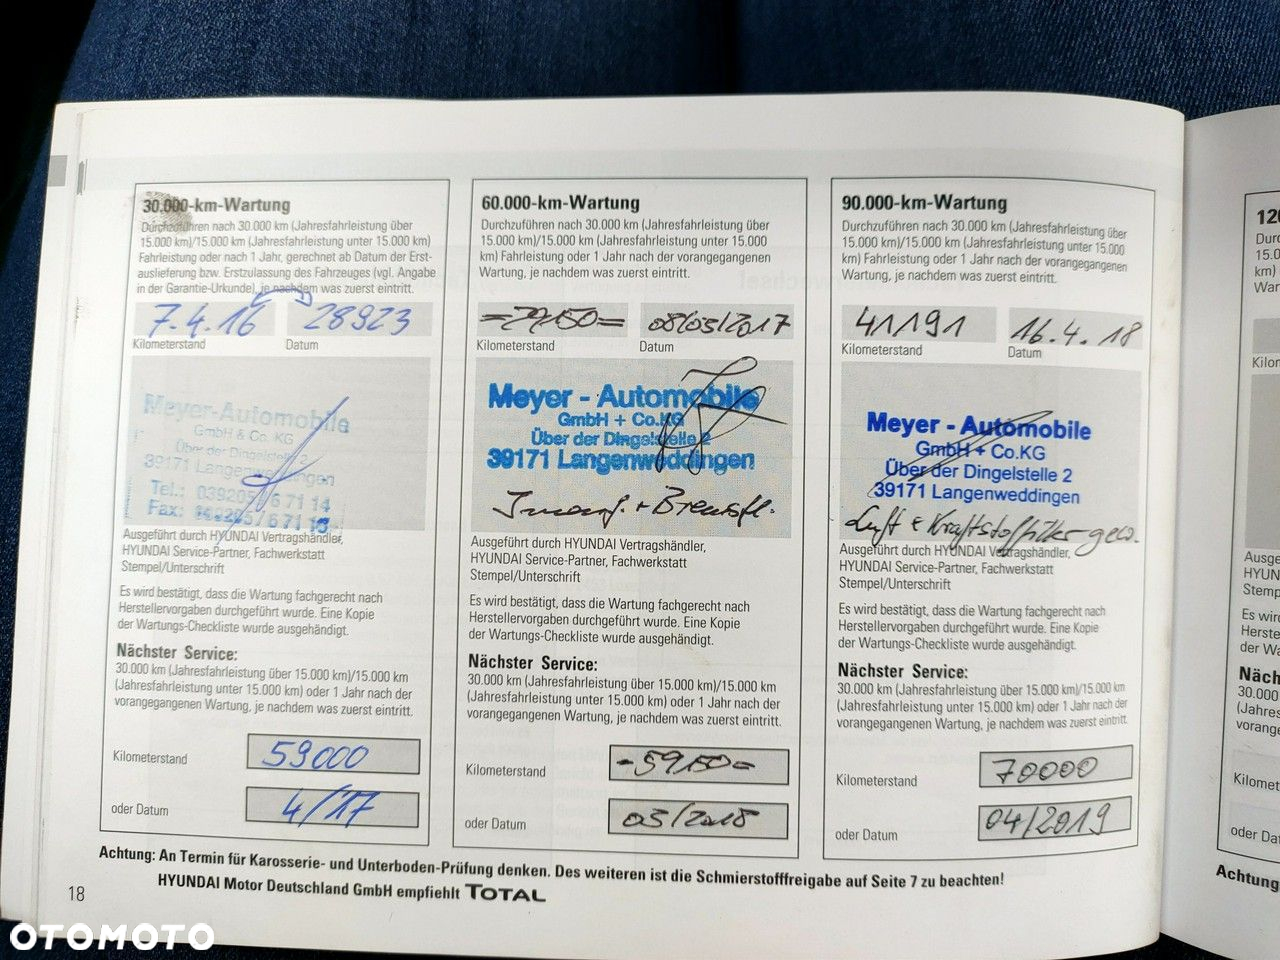 30.000-km-Wartung
Durchzuführen nach 30.000 km (Jahresfahrleistung über
15.000 km)/15.000 km (Jahresfahrleistung unter 15.000 km)
Fahrleistung oder nach 1 Jahr, gerechnet ab Datum der Erst-
auslieferung bzw. Erstzulassung des Fahrzeuges (vgl. Angabe
in der Garantie-Urkunde), je nachdem was zuerst eintritt.
7.4.16 28923
Kilometerstand Datum
Meyer-Automobile
GmbH & Co. KG
Über der Dingelstelle 2
39171 Langenweddingen
Tel.: 039205/6 71 14
Fax: 039205/6 71
Ausgeführt durch HYUNDAI Vertragshändler,
HYUNDAI Service-Partner, Fachwerkstatt
Stempel/Unterschrift
Es wird bestätigt, dass die Wartung fachgerecht nach
Herstellervorgaben durchgeführt wurde. Eine Kopie
der Wartungs-Checkliste wurde ausgehändigt.
Nächster Service:
30.000 km (Jahresfahrleistung über 15.000 km)/15.000 km
(Jahresfahrleistung unter 15.000 km) oder 1 Jahr nach der
vorangegangenen Wartung, je nachdem was zuerst eintritt.
Kilometerstand 59000
oder Datum 4/17
60.000-km-Wartung
Durchzuführen nach 30.000 km (Jahresfahrleistung über
15.000 km)/15.000 km (Jahresfahrleistung unter 15.000
km) Fahrleistung oder 1 Jahr nach der vorangegangenen
Wartung, je nachdem was zuerst eintritt.
=29150= 08/03/2017
Kilometerstand Datum
Meyer - Automobile
GmbH + Co.KG
Über der Dingelstelle 2
39171 Langenweddingen
Ausgeführt durch HYUNDAI Vertragshändler,
HYUNDAI Service-Partner, Fachwerkstatt
Stempel/Unterschrift
Es wird bestätigt, dass die Wartung fachgerecht nach
Herstellervorgaben durchgeführt wurde. Eine Kopie
der Wartungs-Checkliste wurde ausgehändigt.
Nächster Service:
30.000 km (Jahresfahrleistung über 15.000 km)/15.000 km
(Jahresfahrleistung unter 15.000 km) oder 1 Jahr nach der
vorangegangenen Wartung, je nachdem was zuerst eintritt.
Kilometerstand -59150=
oder Datum 03/2018
90.000-km-Wartung
Durchzuführen nach 30.000 km (Jahresfahrleistung über
15.000 km)/15.000 km (Jahresfahrleistung unter 15.000
km) Fahrleistung oder 1 Jahr nach der vorangegangenen
Wartung, je nachdem was zuerst eintritt.
41191 16.4.18
Kilometerstand Datum
Meyer - Automobile
GmbH + Co.KG
Über der Dingelstelle 2
39171 Langenweddingen
Luft + Kraftstoffilter gew.
Ausgeführt durch HYUNDAI Vertragshändler,
HYUNDAI Service-Partner, Fachwerkstatt
Stempel/Unterschrift
Es wird bestätigt, dass die Wartung fachgerecht nach
Herstellervorgaben durchgeführt wurde. Eine Kopie
der Wartungs-Checkliste wurde ausgehändigt.
Nächster Service:
30.000 km (Jahresfahrleistung über 15.000 km)/15.000 km
(Jahresfahrleistung unter 15.000 km) oder 1 Jahr nach der
vorangegangenen Wartung, je nachdem was zuerst eintritt.
Kilometerstand 70000
oder Datum 04/2019
Achtung: An Termin für Karosserie- und Unterboden-Prüfung denken. Des weiteren ist die Schmierstofffreigabe auf Seite 7 zu beachten!
HYUNDAI Motor Deutschland GmbH empfiehlt TOTAL
18
Achtung:
OTOMOTO